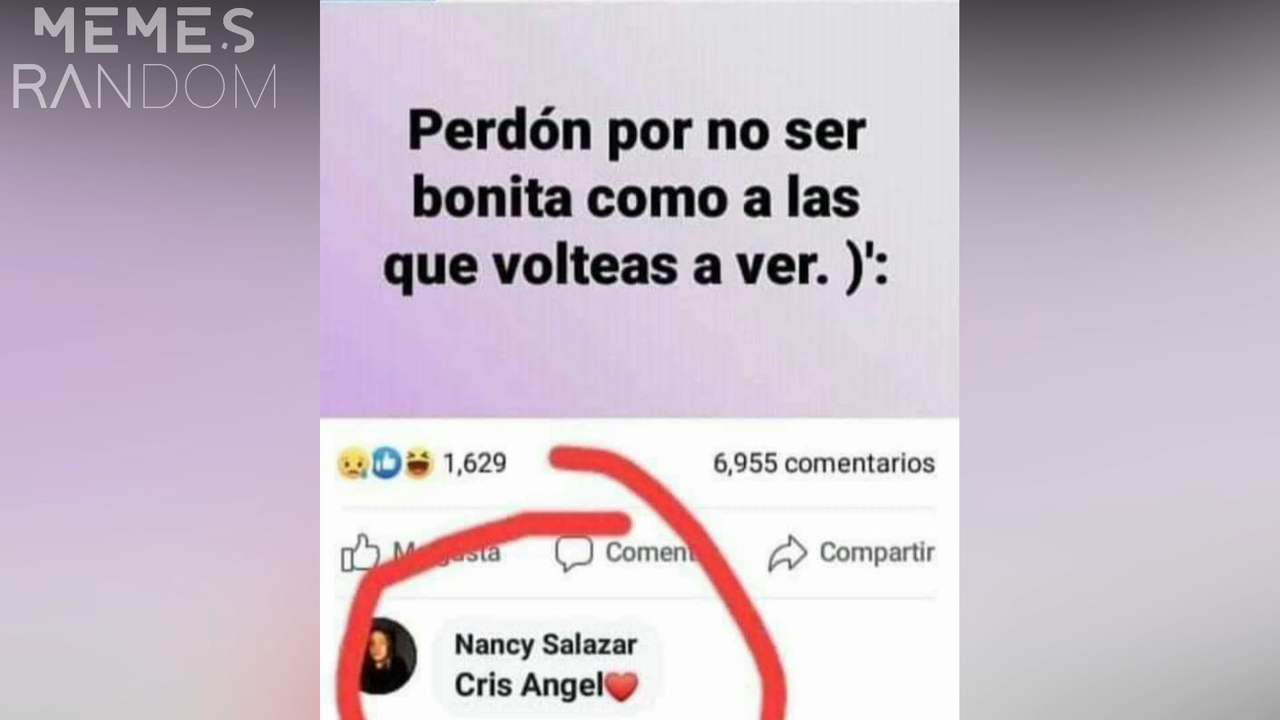 MEMES
RANDOM
Perdón por no ser
bonita como a las
que volteas a ver. )':
1,629
6,955 comentarios
Me gusta
Coment
Compartir
Nancy Salazar
Cris Angel❤️